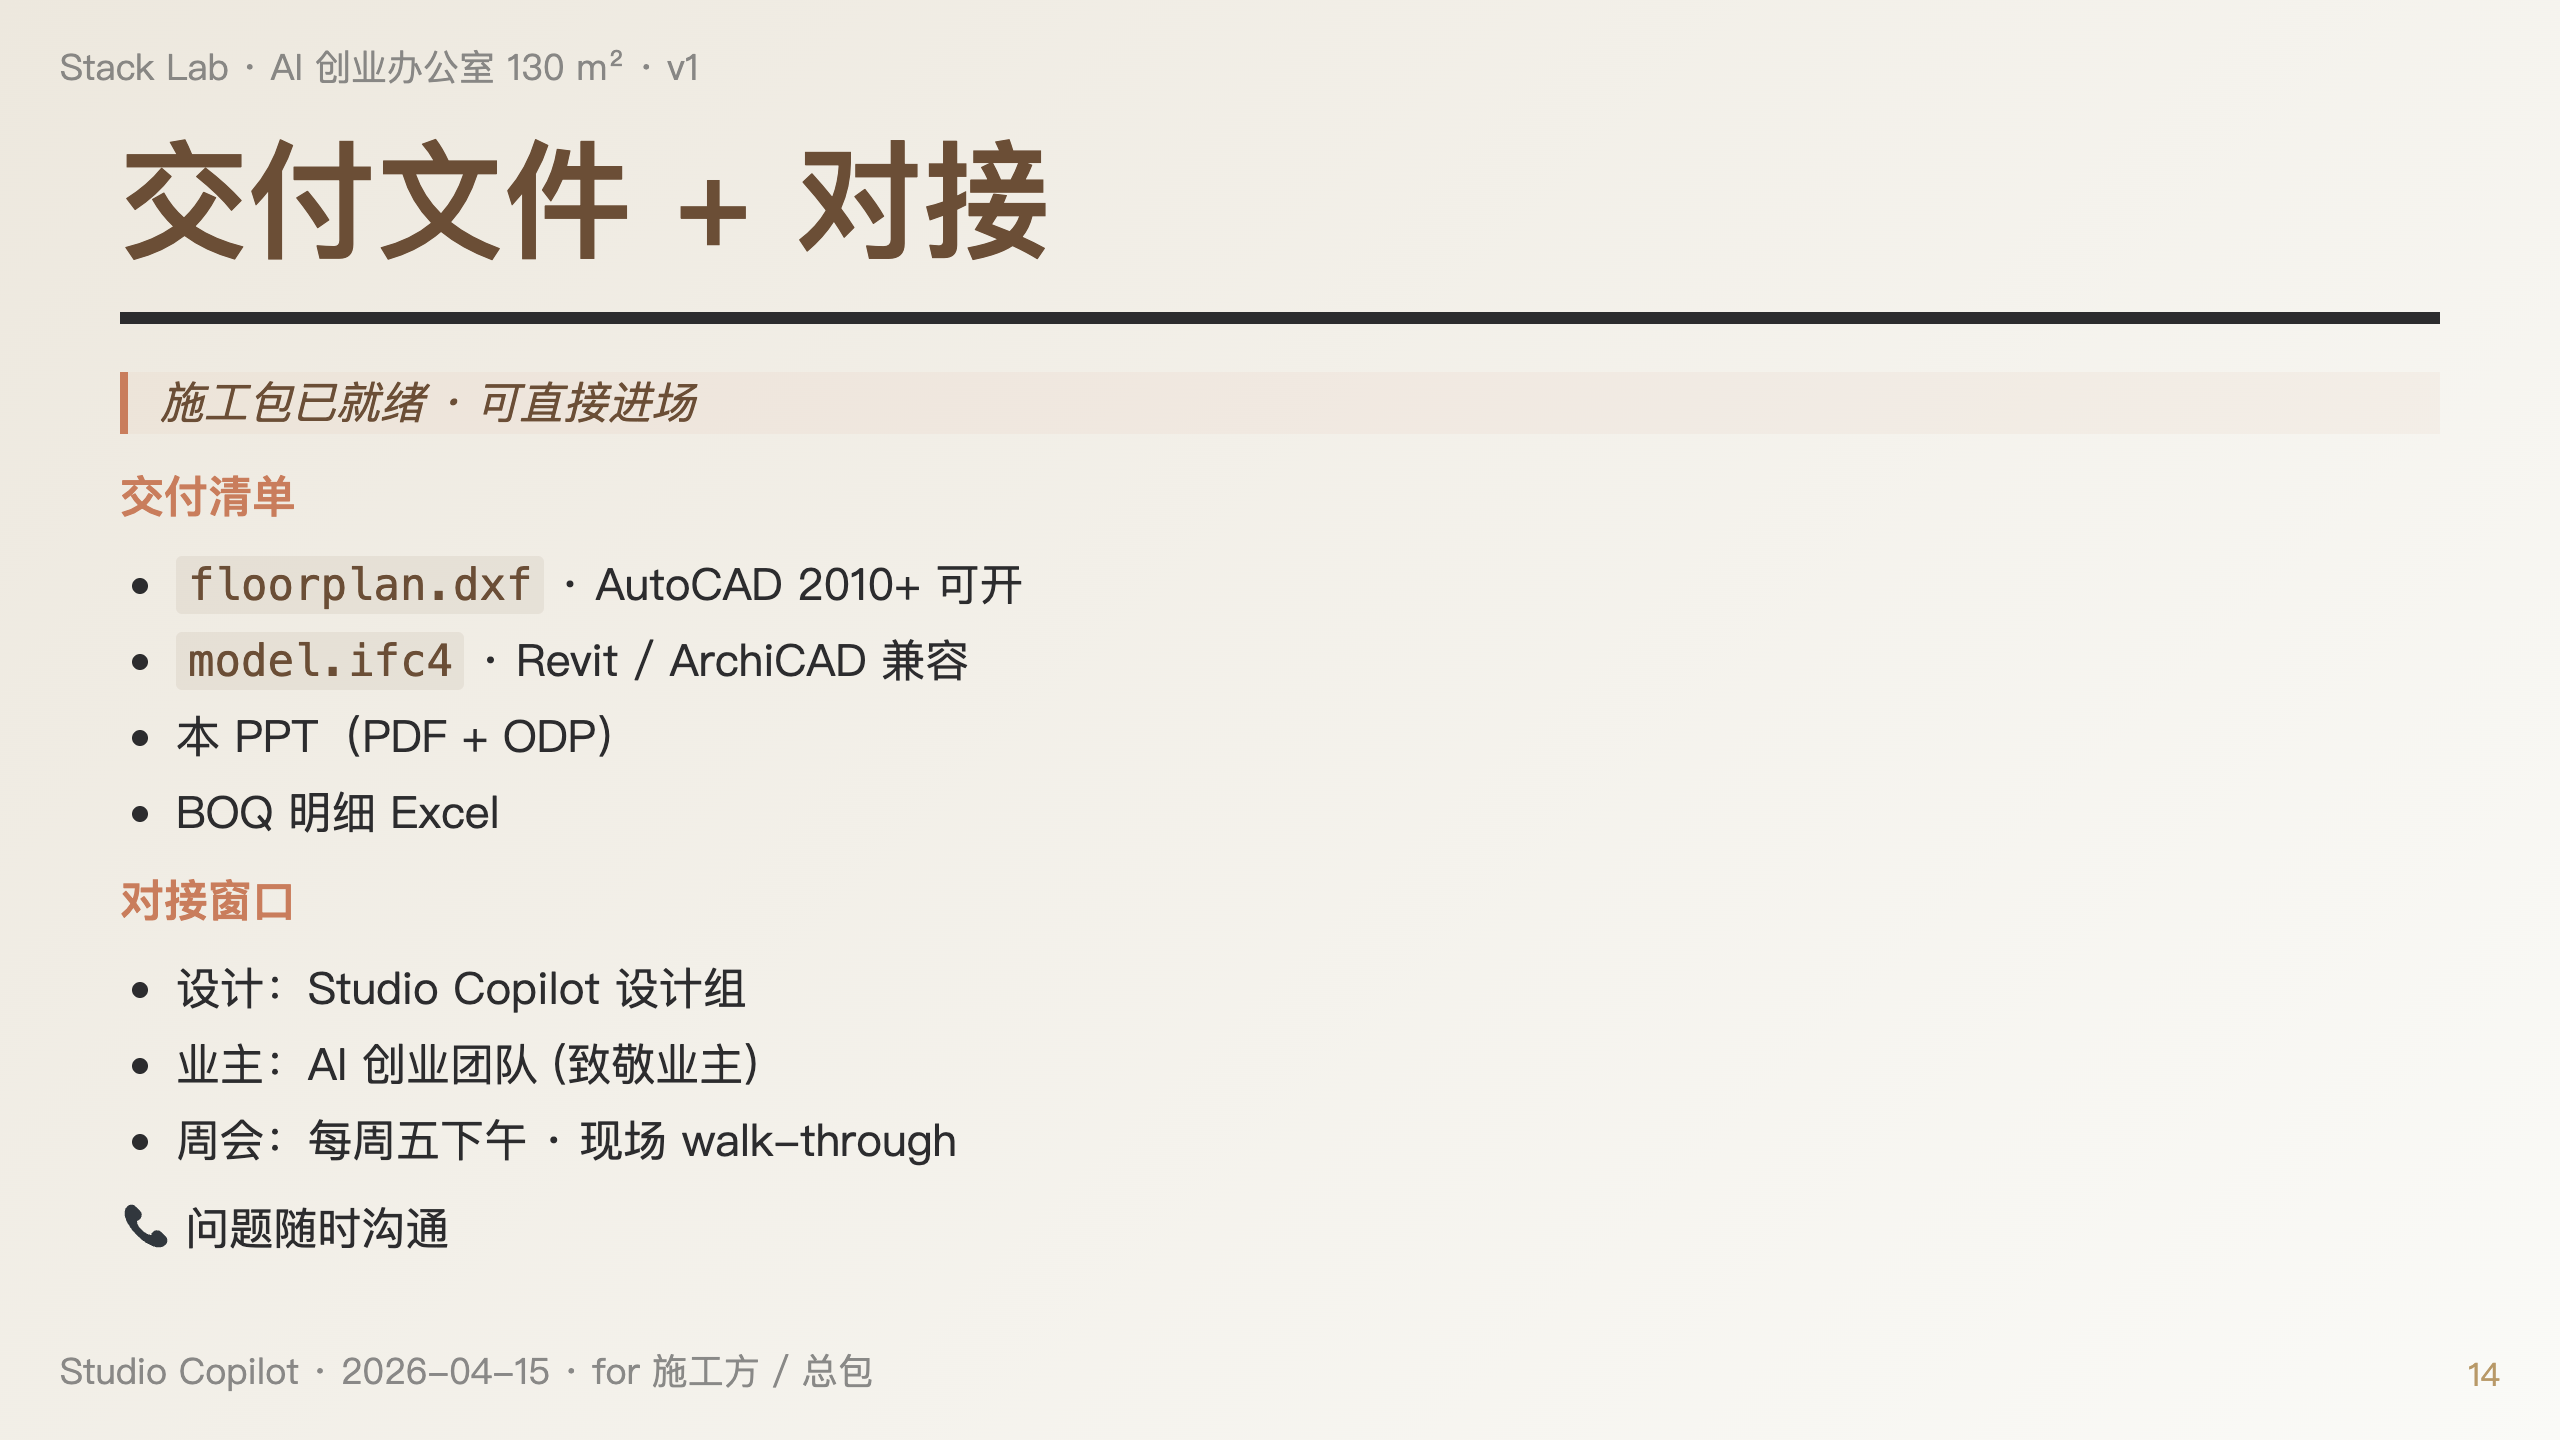 Stack Lab · AI 创业办公室 130 m² · v1
交付文件 + 对接
施工包已就绪 · 可直接进场
交付清单
• floorplan.dxf · AutoCAD 2010+ 可开
• model.ifc4 · Revit / ArchiCAD 兼容
• 本 PPT（PDF + ODP）
• BOQ 明细 Excel
对接窗口
• 设计：Studio Copilot 设计组
• 业主：AI 创业团队 (致敬业主)
• 周会：每周五下午 · 现场 walk-through
📞 问题随时沟通
Studio Copilot · 2026-04-15 · for 施工方 / 总包
14